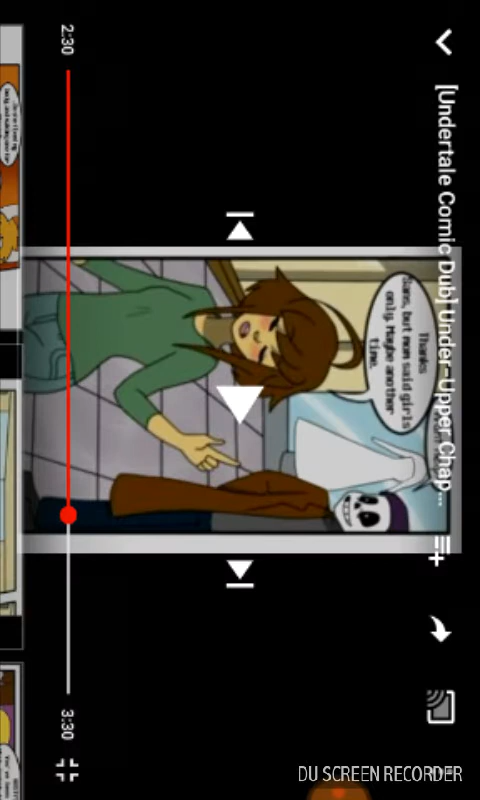 [Undertale Comic Dub] Under-Upper Chap...
Thanks
Sans, but mom said girls
only. Maybe another
time.
2:30
3:30
DU SCREEN RECORDER